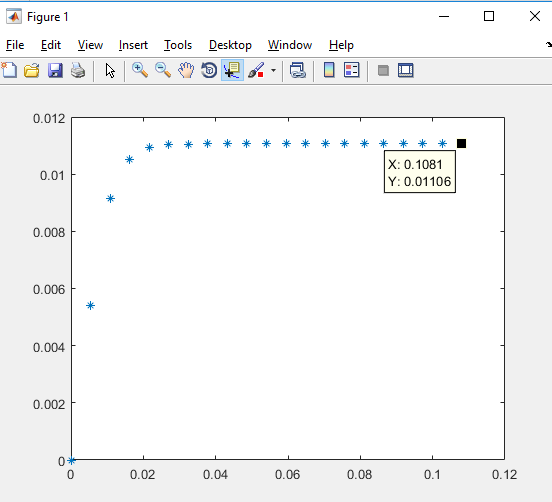 Figure 1
File Edit View Insert Tools Desktop Window Help
0.012
0.01
0.008
0.006
0.004
0.002
0
X: 0.1081
Y: 0.01106
0 0.02 0.04 0.06 0.08 0.1 0.12